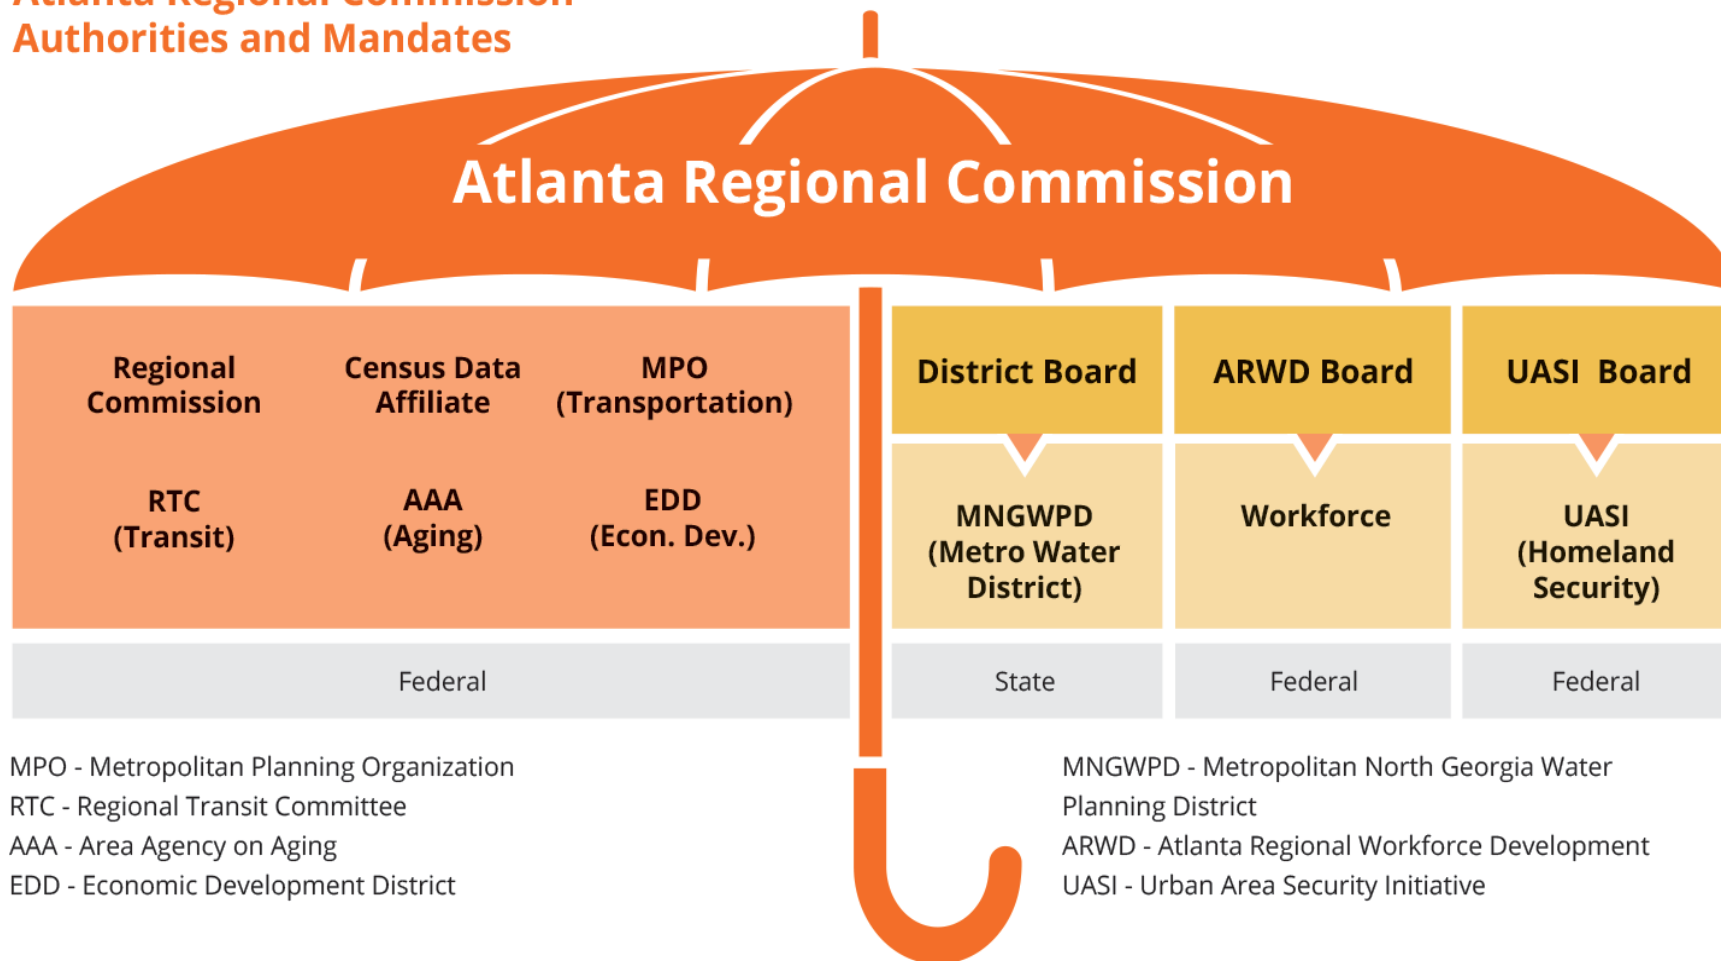 Atlanta Regional Commission
Authorities and Mandates
Atlanta Regional Commission
Regional
Commission
Census Data
Affiliate
MPO
(Transportation)
RTC
(Transit)
AAA
(Aging)
EDD
(Econ. Dev.)
District Board
ARWD Board
UASI Board
MNGWPD
(Metro Water
District)
Workforce
UASI
(Homeland
Security)
Federal
State
Federal
Federal
MPO - Metropolitan Planning Organization
RTC - Regional Transit Committee
AAA - Area Agency on Aging
EDD - Economic Development District
MNGWPD - Metropolitan North Georgia Water
Planning District
ARWD - Atlanta Regional Workforce Development
UASI - Urban Area Security Initiative